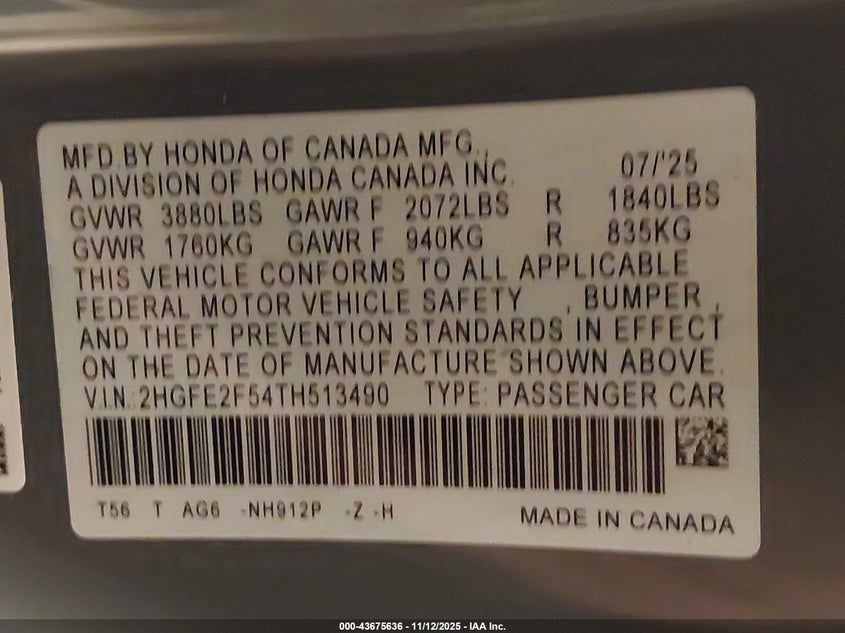 MFD.BY HONDA OF CANADA MFG.,
A DIVISION OF HONDA CANADA INC. 07/'25
GVWR 3880LBS GAWR F 2072LBS R 1840LBS
GVWR 1760KG GAWR F 940KG R 835KG
THIS VEHICLE CONFORMS TO ALL APPLICABLE
FEDERAL MOTOR VEHICLE SAFETY , BUMPER ,
AND THEFT PREVENTION STANDARDS IN EFFECT
ON THE DATE OF MANUFACTURE SHOWN ABOVE.
V.I.N.:2HGFE2F54TH513490 TYPE: PASSENGER CAR
T56 T AG6 -NH912P -Z -H MADE IN CANADA
000-43675636 - 11/12/2025 - IAA Inc.